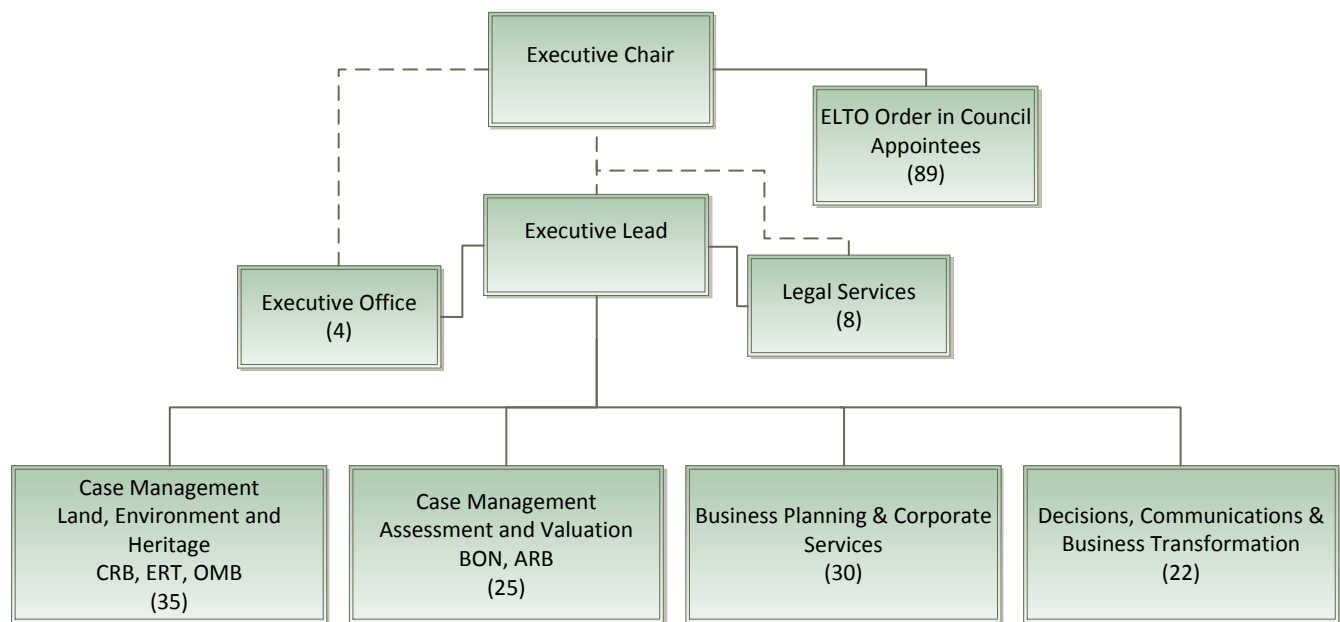 Executive Chair
ELTO Order in Council
Appointees
(89)
Executive Lead
Executive Office
(4)
Legal Services
(8)
Case Management
Land, Environment and
Heritage
CRB, ERT, OMB
(35)
Case Management
Assessment and Valuation
BON, ARB
(25)
Business Planning & Corporate
Services
(30)
Decisions, Communications &
Business Transformation
(22)